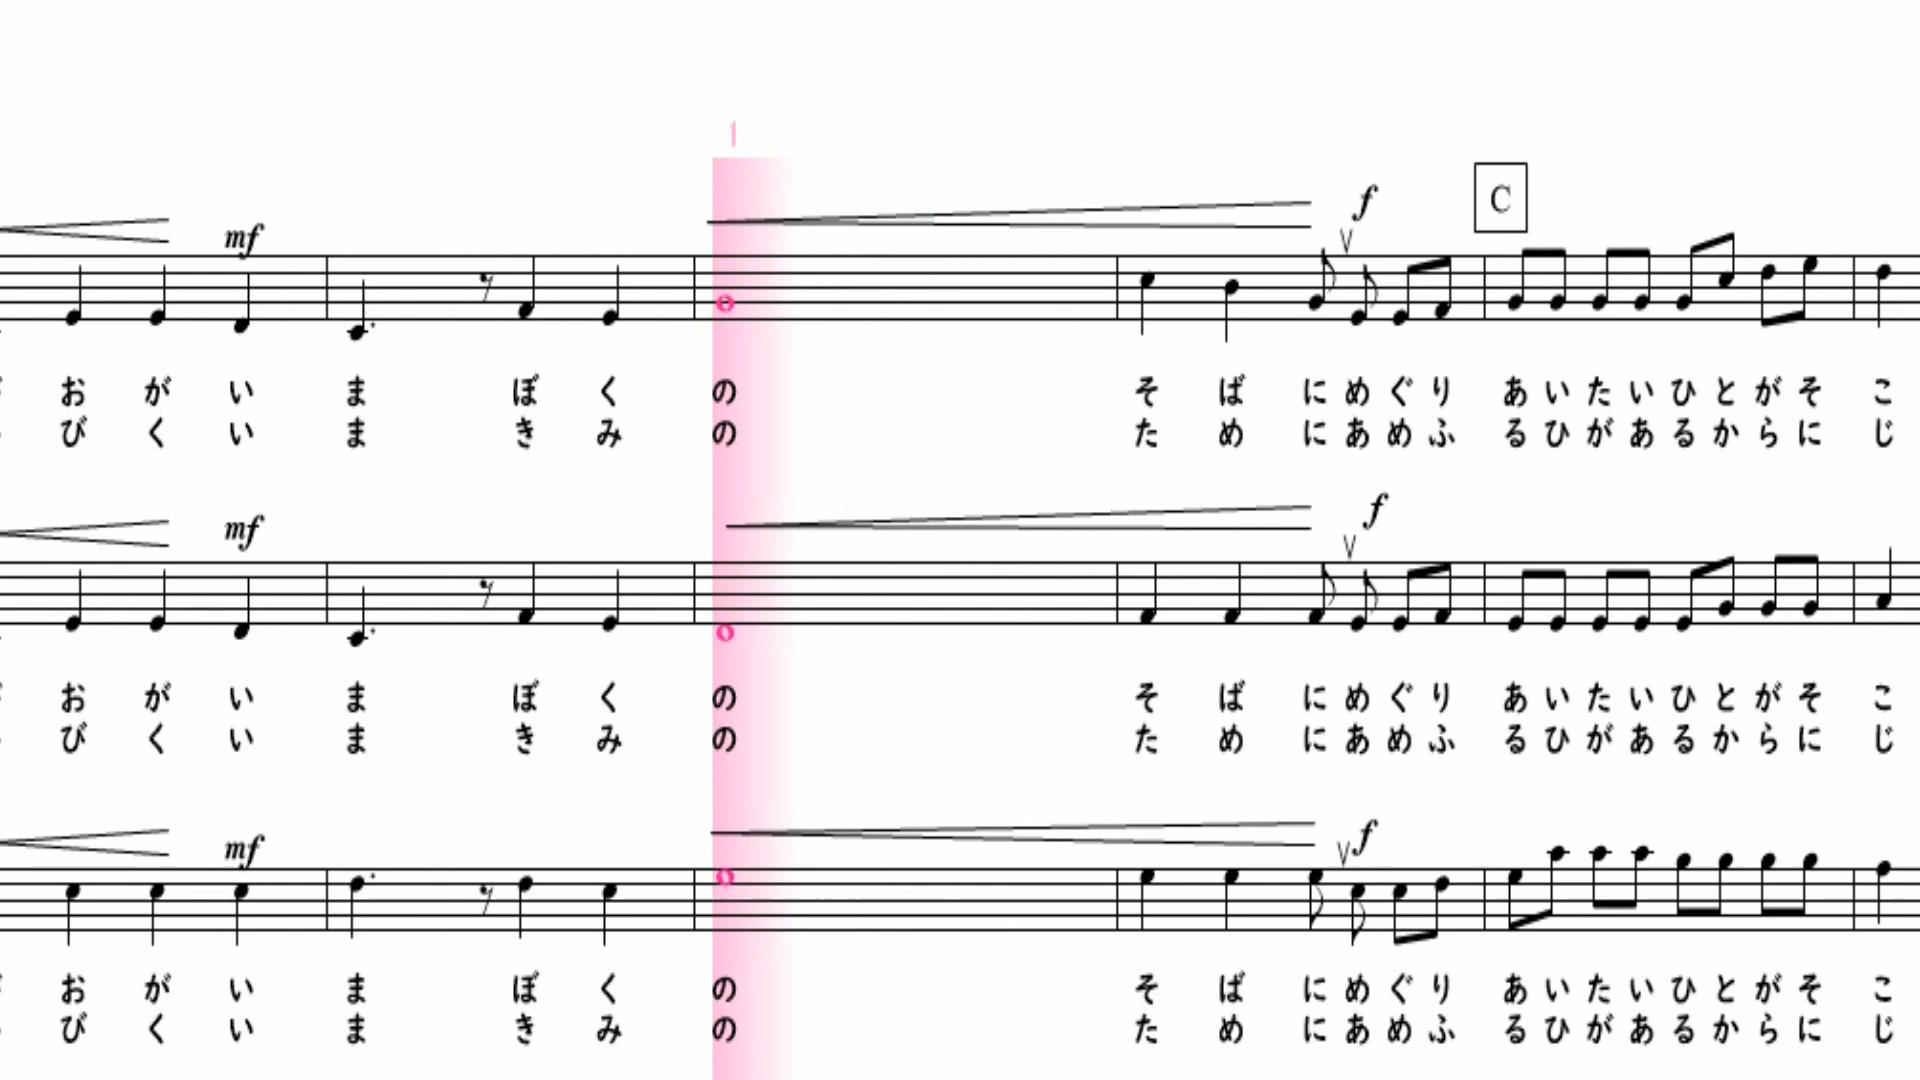 1
C
f
mf
おがいまぼくのそばにめぐりあいたいひとがそこ
びくいまきみのためにあめふるひがあるからにじ
f
mf
おがいまぼくのそばにめぐりあいたいひとがそこ
びくいまきみのためにあめふるひがあるからにじ
f
mf
おがいまぼくのそばにめぐりあいたいひとがそこ
びくいまきみのためにあめふるひがあるからにじ